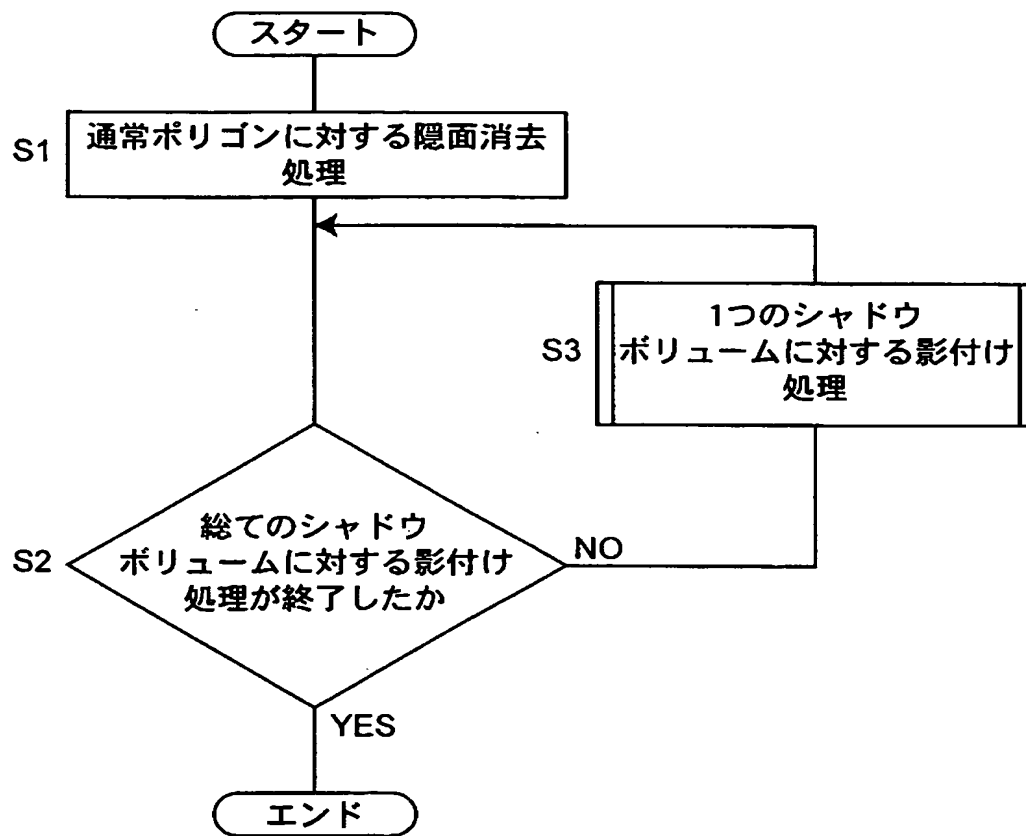 スタート
S1
通常ポリゴンに対する隠面消去
処理
S3
1つのシャドウ
ボリュームに対する影付け
処理
S2
総てのシャドウ
ボリュームに対する影付け
処理が終了したか
NO
YES
エンド